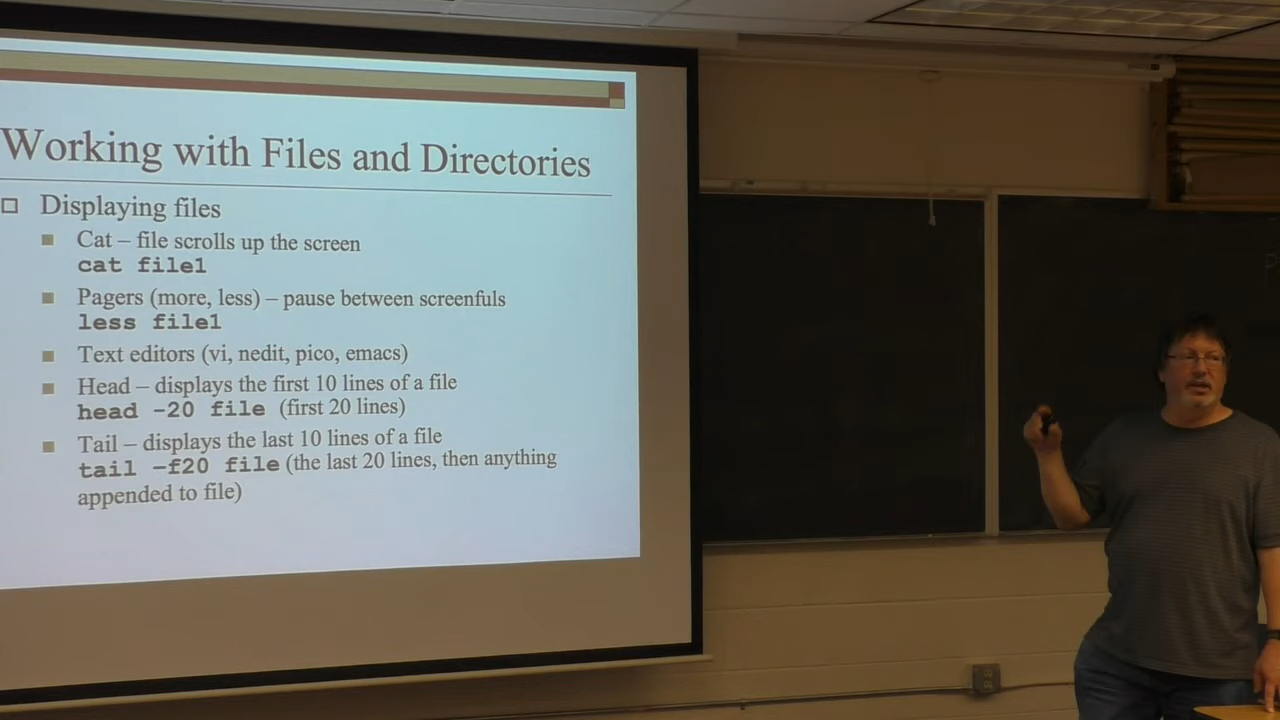 Working with Files and Directories
Displaying files
Cat – file scrolls up the screen
cat file1
Pagers (more, less) – pause between screenfuls
less file1
Text editors (vi, nedit, pico, emacs)
Head – displays the first 10 lines of a file
head -20 file (first 20 lines)
Tail – displays the last 10 lines of a file
tail -f20 file (the last 20 lines, then anything
appended to file)